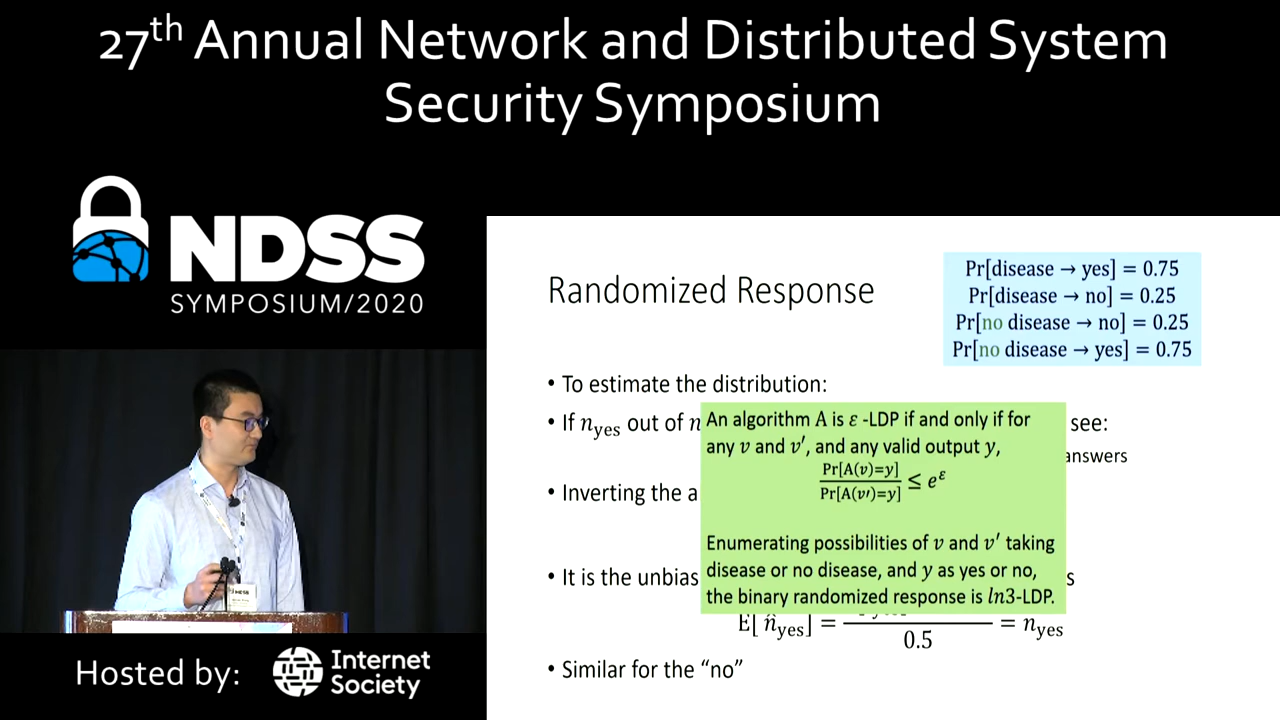 27th Annual Network and Distributed System
Security Symposium
NDSS
SYMPOSIUM/2020
Randomized Response
Pr[disease → yes] = 0.75
Pr[disease → no] = 0.25
Pr[no disease → no] = 0.25
Pr[no disease → yes] = 0.75
• To estimate the distribution:
• If n_yes out of n see:
answers
• Inverting the a
• It is the unbias s
An algorithm A is ε -LDP if and only if for
any v and v′, and any valid output y,
Pr[A(v)=y]
Pr[A(v′)=y] ≤ e^ε
Enumerating possibilities of v and v′ taking
disease or no disease, and y as yes or no,
the binary randomized response is ln3-LDP.
E[ n̂_yes] = = n_yes
0.5
• Similar for the “no”
Hosted by:
Internet
Society